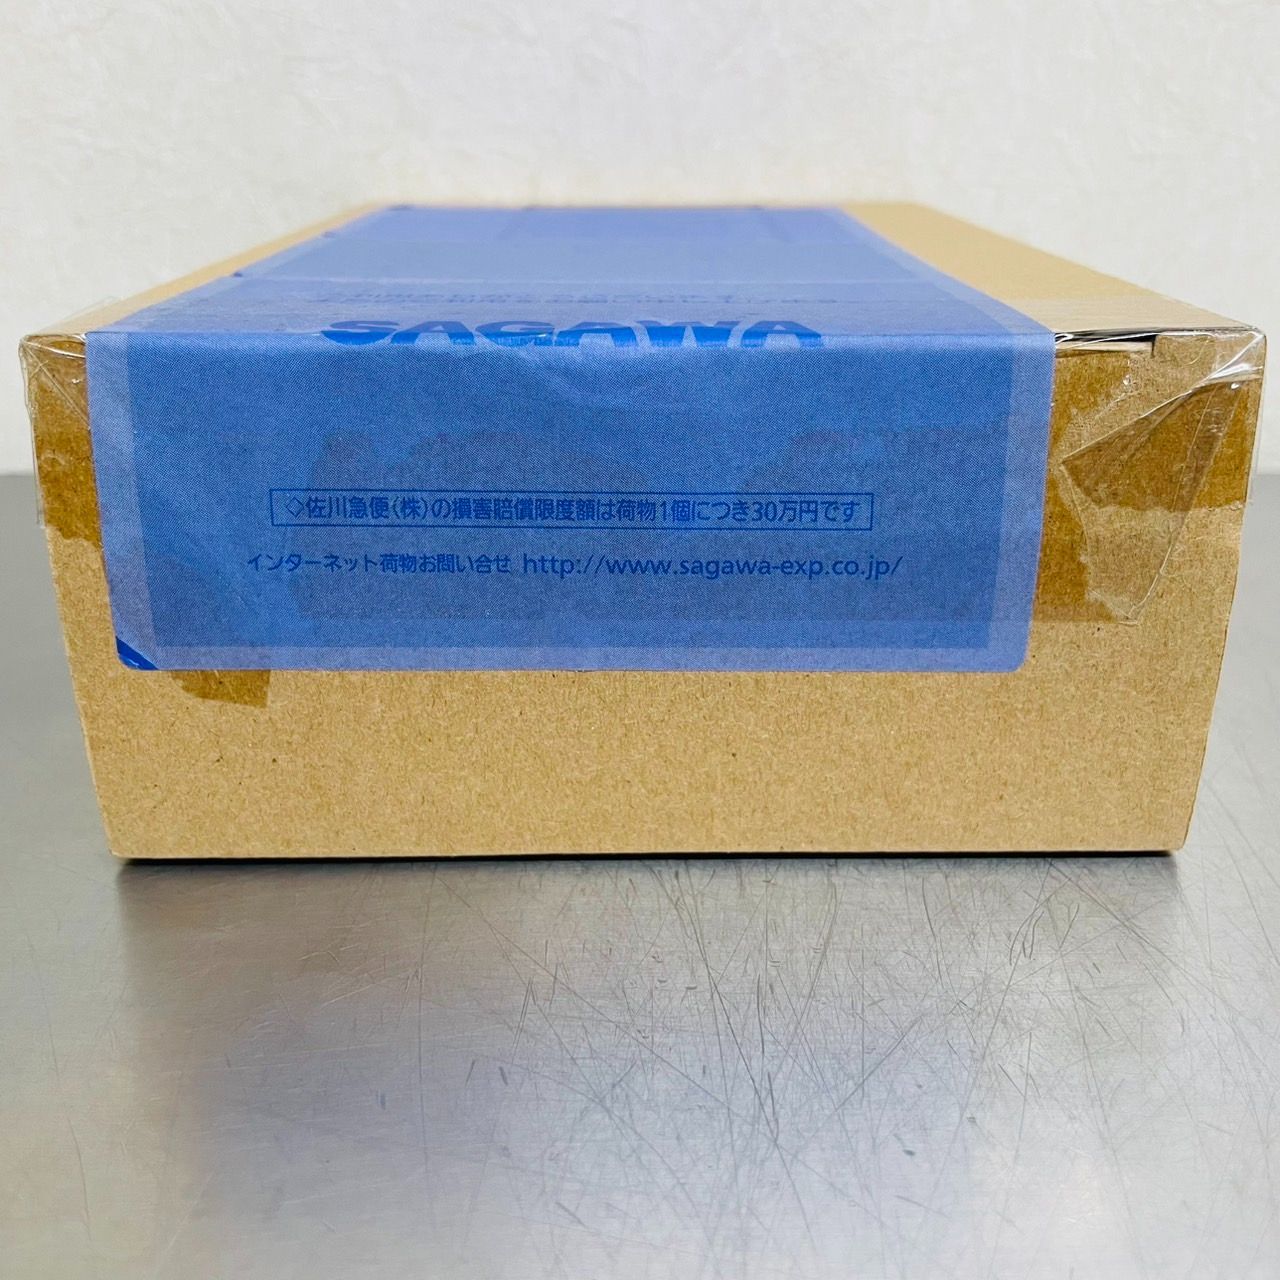 SAGAWA
◇佐川急便(株)の損害賠償限度額は荷物1個につき30万円です
インターネット荷物お問い合せ http://www.sagawa-exp.co.jp/